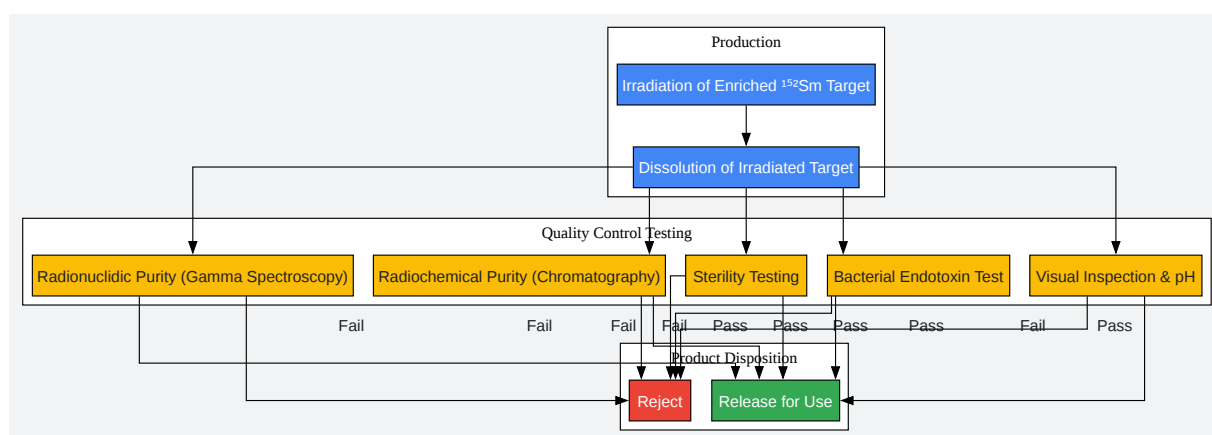 Production
Irradiation of Enriched ¹⁵²Sm Target
Dissolution of Irradiated Target
Quality Control Testing
Radionuclidic Purity (Gamma Spectroscopy)
Radiochemical Purity (Chromatography)
Sterility Testing
Bacterial Endotoxin Test
Visual Inspection & pH
Fail
Fail
Fail
Fail
Pass
Pass
Pass
Pass
Fail
Pass
Product Disposition
Reject
Release for Use